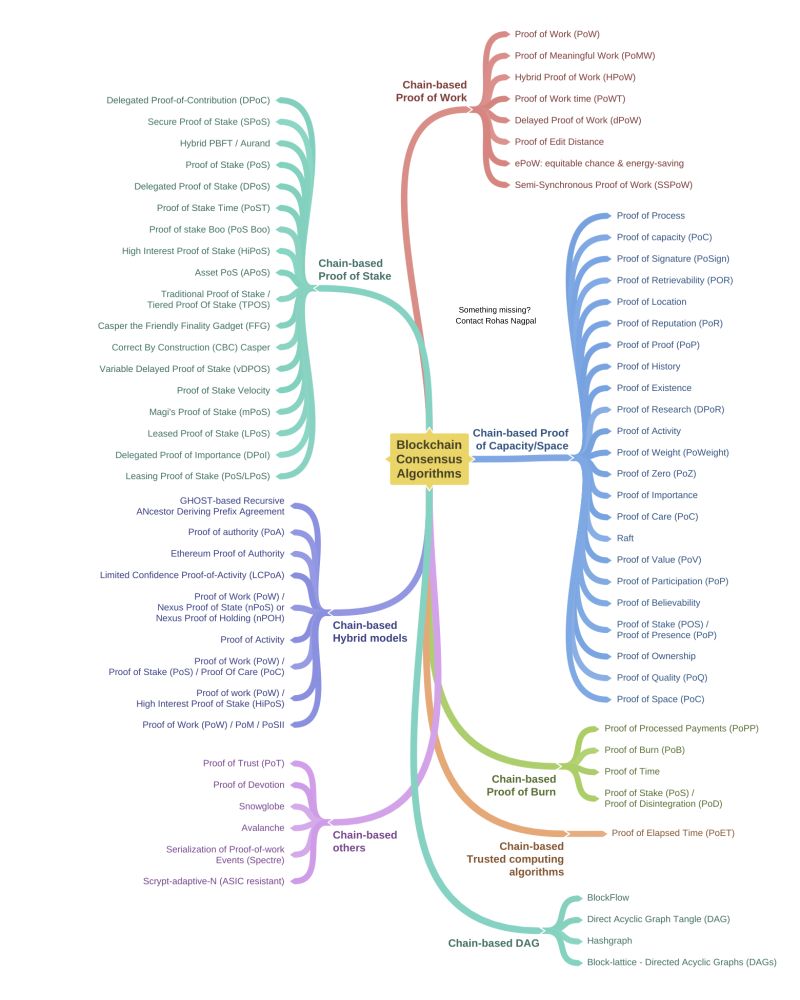 Blockchain
Consensus
Algorithms
Chain-based
Proof of Work
Proof of Work (PoW)
Proof of Meaningful Work (PoMW)
Hybrid Proof of Work (HPoW)
Proof of Work time (PoWT)
Delayed Proof of Work (dPoW)
Proof of Edit Distance
ePoW: equitable chance & energy-saving
Semi-Synchronous Proof of Work (SSPoW)
Chain-based
Proof of Stake
Delegated Proof-of-Contribution (DPoC)
Secure Proof of Stake (SPoS)
Hybrid PBFT / Aurand
Proof of Stake (PoS)
Delegated Proof of Stake (DPoS)
Proof of Stake Time (PoST)
Proof of stake Boo (PoS Boo)
High Interest Proof of Stake (HiPoS)
Asset PoS (APoS)
Traditional Proof of Stake /
Tiered Proof Of Stake (TPOS)
Casper the Friendly Finality Gadget (FFG)
Correct By Construction (CBC) Casper
Variable Delayed Proof of Stake (vDPOS)
Proof of Stake Velocity
Magi's Proof of Stake (mPoS)
Leased Proof of Stake (LPoS)
Delegated Proof of Importance (DPoI)
Leasing Proof of Stake (PoS/LPoS)
Something missing?
Contact Rohas Nagpal
Chain-based Proof
of Capacity/Space
Proof of Process
Proof of capacity (PoC)
Proof of Signature (PoSign)
Proof of Retrievability (POR)
Proof of Location
Proof of Reputation (PoR)
Proof of Proof (PoP)
Proof of History
Proof of Existence
Proof of Research (DPoR)
Proof of Activity
Proof of Weight (PoWeight)
Proof of Zero (PoZ)
Proof of Importance
Proof of Care (PoC)
Raft
Proof of Value (PoV)
Proof of Participation (PoP)
Proof of Believability
Proof of Stake (POS) /
Proof of Presence (PoP)
Proof of Ownership
Proof of Quality (PoQ)
Proof of Space (PoC)
Chain-based
Hybrid models
GHOST-based Recursive
ANcestor Deriving Prefix Agreement
Proof of authority (PoA)
Ethereum Proof of Authority
Limited Confidence Proof-of-Activity (LCPoA)
Proof of Work (PoW) /
Nexus Proof of State (nPoS) or
Nexus Proof of Holding (nPOH)
Proof of Activity
Proof of Work (PoW) /
Proof of Stake (PoS) / Proof Of Care (PoC)
Proof of work (PoW) /
High Interest Proof of Stake (HiPoS)
Proof of Work (PoW) / PoM / PoSII
Chain-based
Proof of Burn
Proof of Processed Payments (PoPP)
Proof of Burn (PoB)
Proof of Time
Proof of Stake (PoS) /
Proof of Disintegration (PoD)
Chain-based
others
Proof of Trust (PoT)
Proof of Devotion
Snowglobe
Avalanche
Serialization of Proof-of-work
Events (Spectre)
Scrypt-adaptive-N (ASIC resistant)
Chain-based
Trusted computing
algorithms
Proof of Elapsed Time (PoET)
Chain-based DAG
BlockFlow
Direct Acyclic Graph Tangle (DAG)
Hashgraph
Block-lattice - Directed Acyclic Graphs (DAGs)